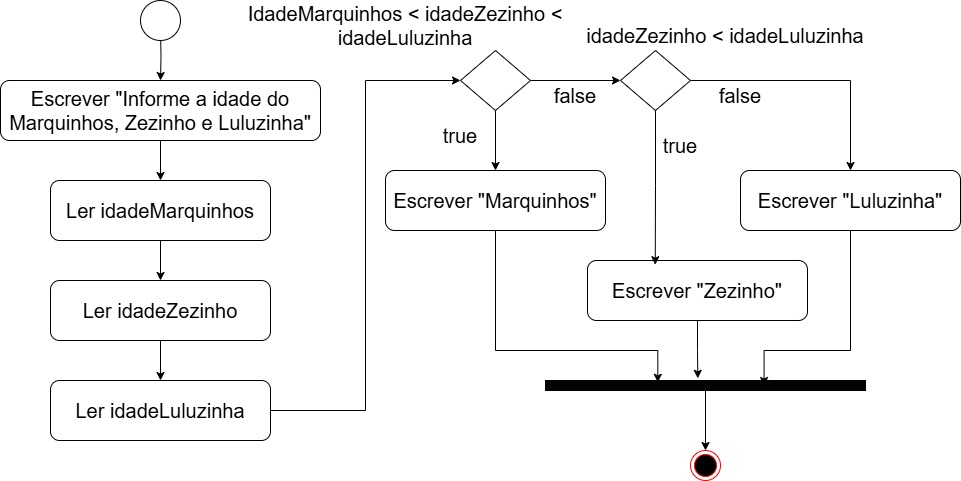 IdadeMarquinhos < idadeZezinho <
idadeLuluzinha
idadeZezinho < idadeLuluzinha
Escrever "Informe a idade do
Marquinhos, Zezinho e Luluzinha"
false
false
true
true
Ler idadeMarquinhos
Escrever "Marquinhos"
Escrever "Luluzinha"
Ler idadeZezinho
Escrever "Zezinho"
Ler idadeLuluzinha